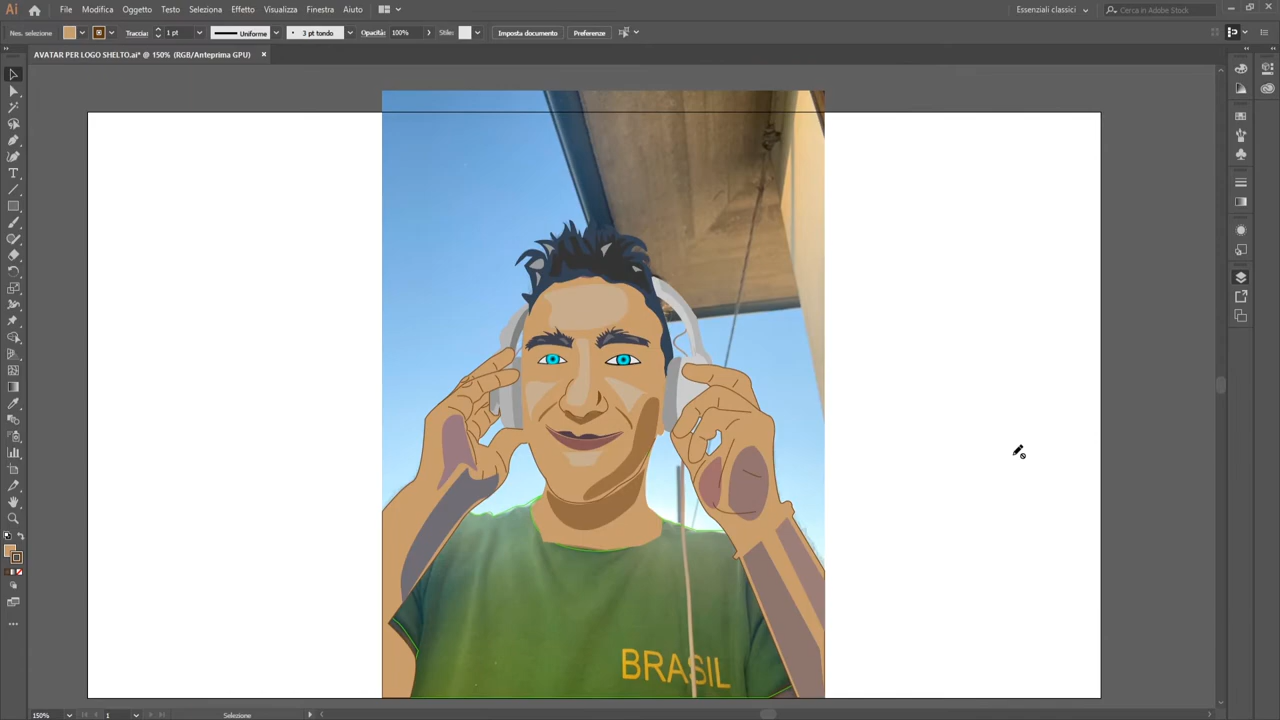 Ai File Modifica Oggetto Testo Seleziona Effetto Visualizza Finestra Aiuto Essenziali classici Cerca in Adobe Stock
Nes. selezione Traccia: 1 pt Uniforme 3 pt tondo Opacità: 100% Stile: Imposta documento Preferenze
AVATAR PER LOGO SHELTO.ai* @ 150% (RGB/Anteprima GPU)
BRASIL
150% 1 Selezione